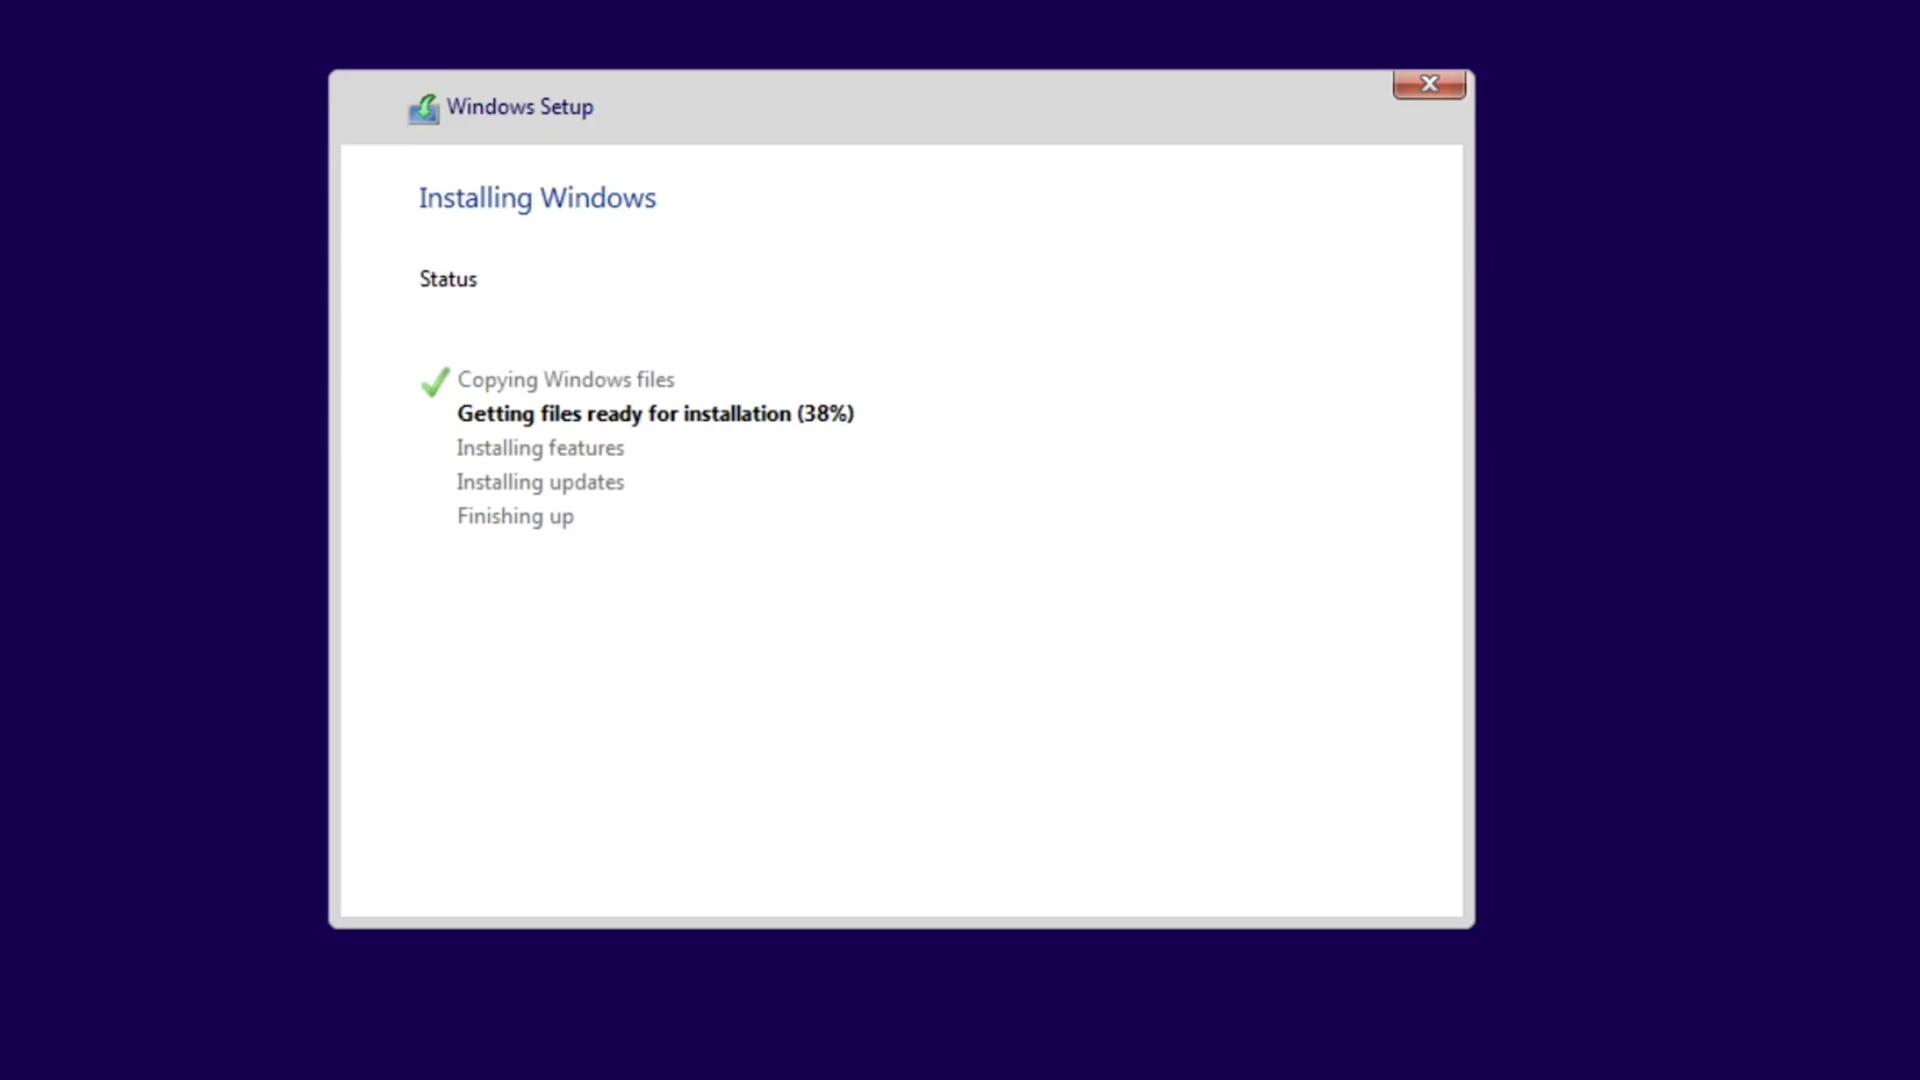 Windows Setup
Installing Windows
Status
Copying Windows files
Getting files ready for installation (38%)
Installing features
Installing updates
Finishing up